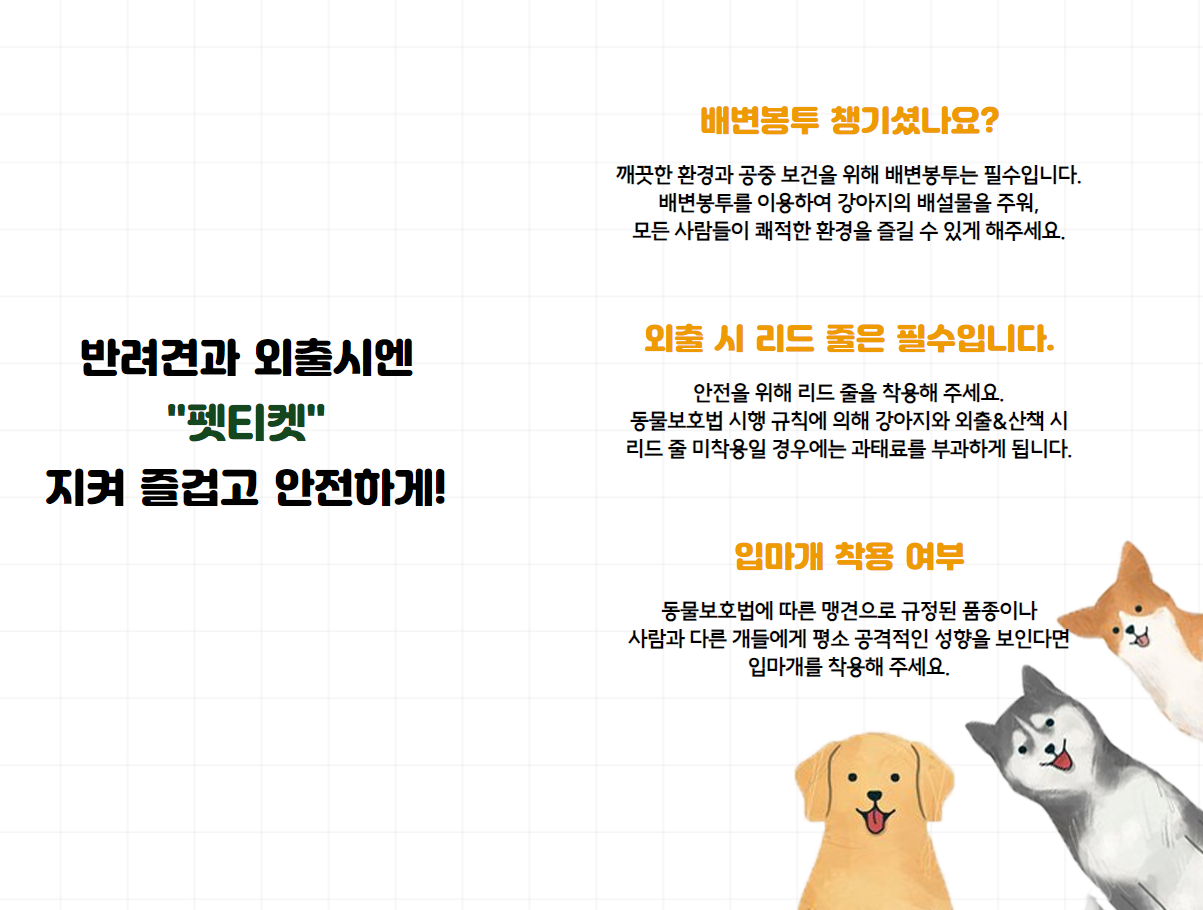 반려견과 외출시엔
"펫티켓"
지켜 즐겁고 안전하게!
배변봉투 챙기셨나요?
깨끗한 환경과 공중 보건을 위해 배변봉투는 필수입니다.
배변봉투를 이용하여 강아지의 배설물을 주워,
모든 사람들이 쾌적한 환경을 즐길 수 있게 해주세요.
외출 시 리드 줄은 필수입니다.
안전을 위해 리드 줄을 착용해 주세요.
동물보호법 시행 규칙에 의해 강아지와 외출&산책 시
리드 줄 미착용일 경우에는 과태료를 부과하게 됩니다.
입마개 착용 여부
동물보호법에 따른 맹견으로 규정된 품종이나
사람과 다른 개들에게 평소 공격적인 성향을 보인다면
입마개를 착용해 주세요.